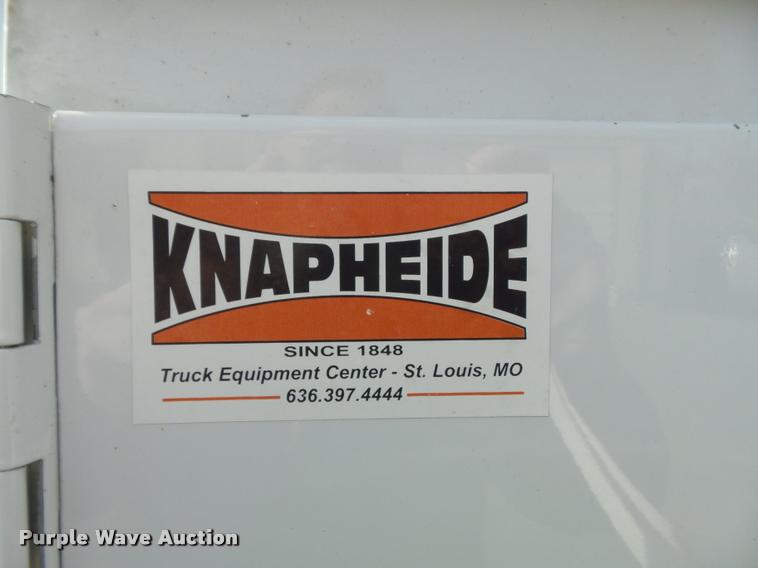 KNAPHEIDE
SINCE 1848
Truck Equipment Center - St. Louis, MO
636.397.4444
Purple Wave Auction